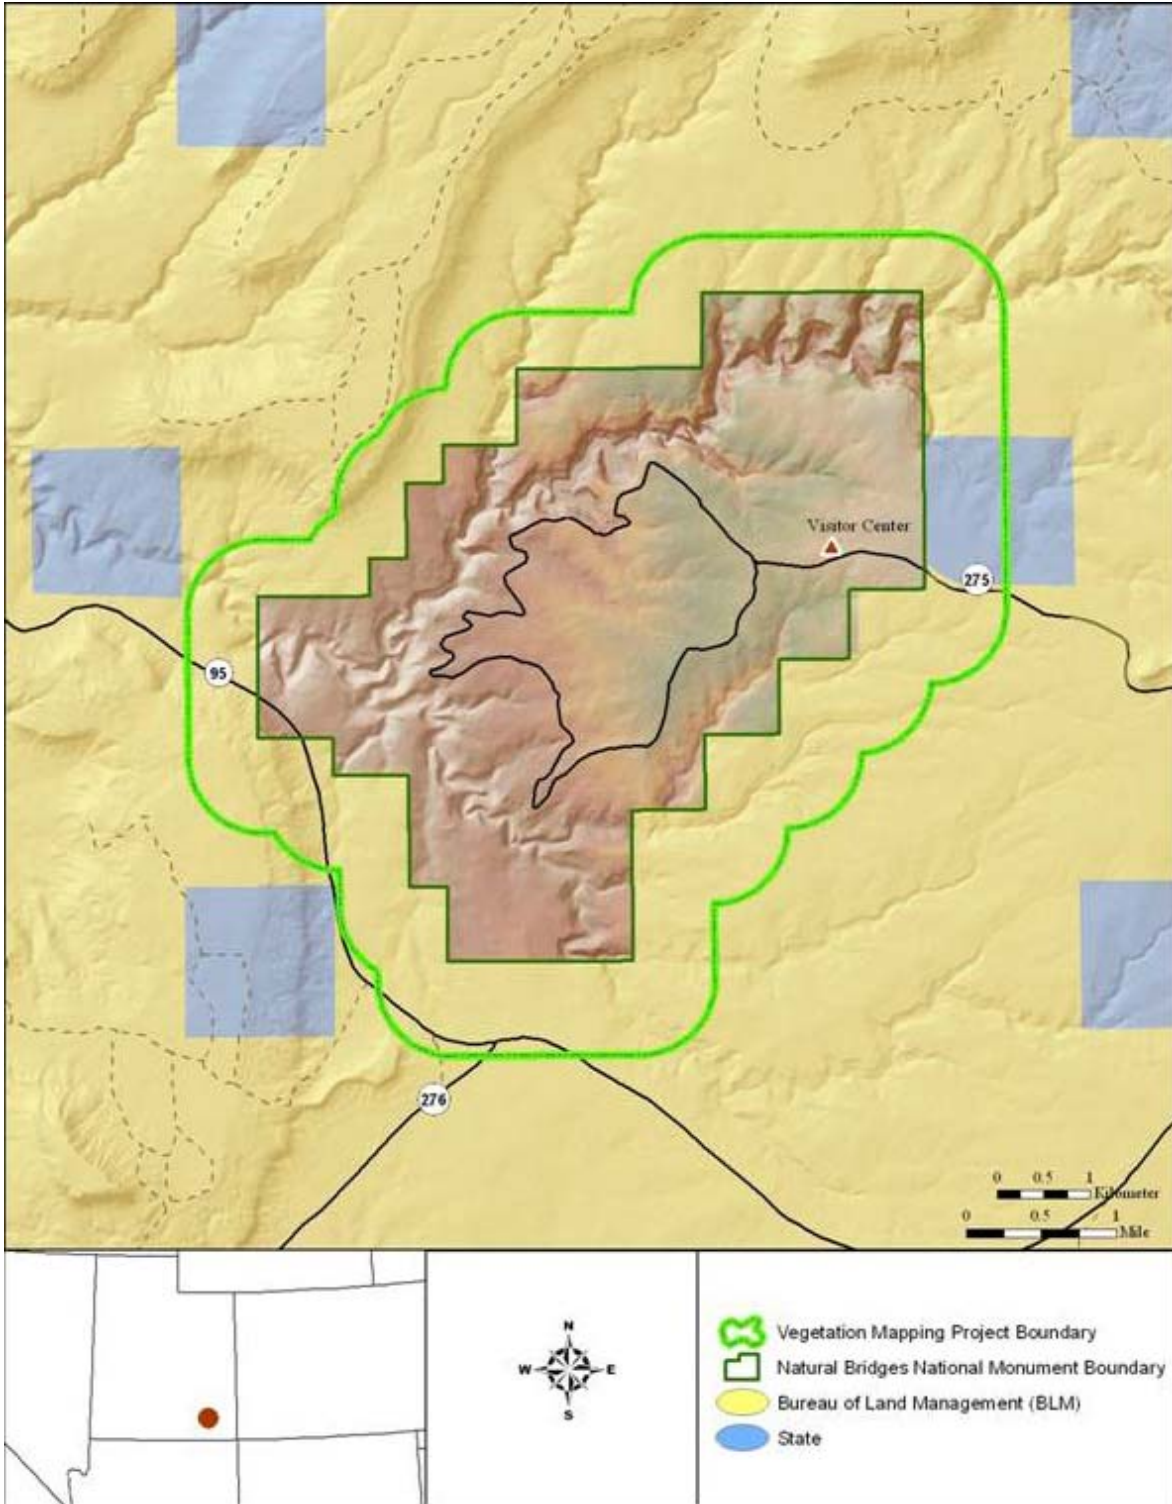 Visitor Center
275
95
276
0 0.5 1
Kilometer
0 0.5 1
Mile
N
W E
S
Vegetation Mapping Project Boundary
Natural Bridges National Monument Boundary
Bureau of Land Management (BLM)
State